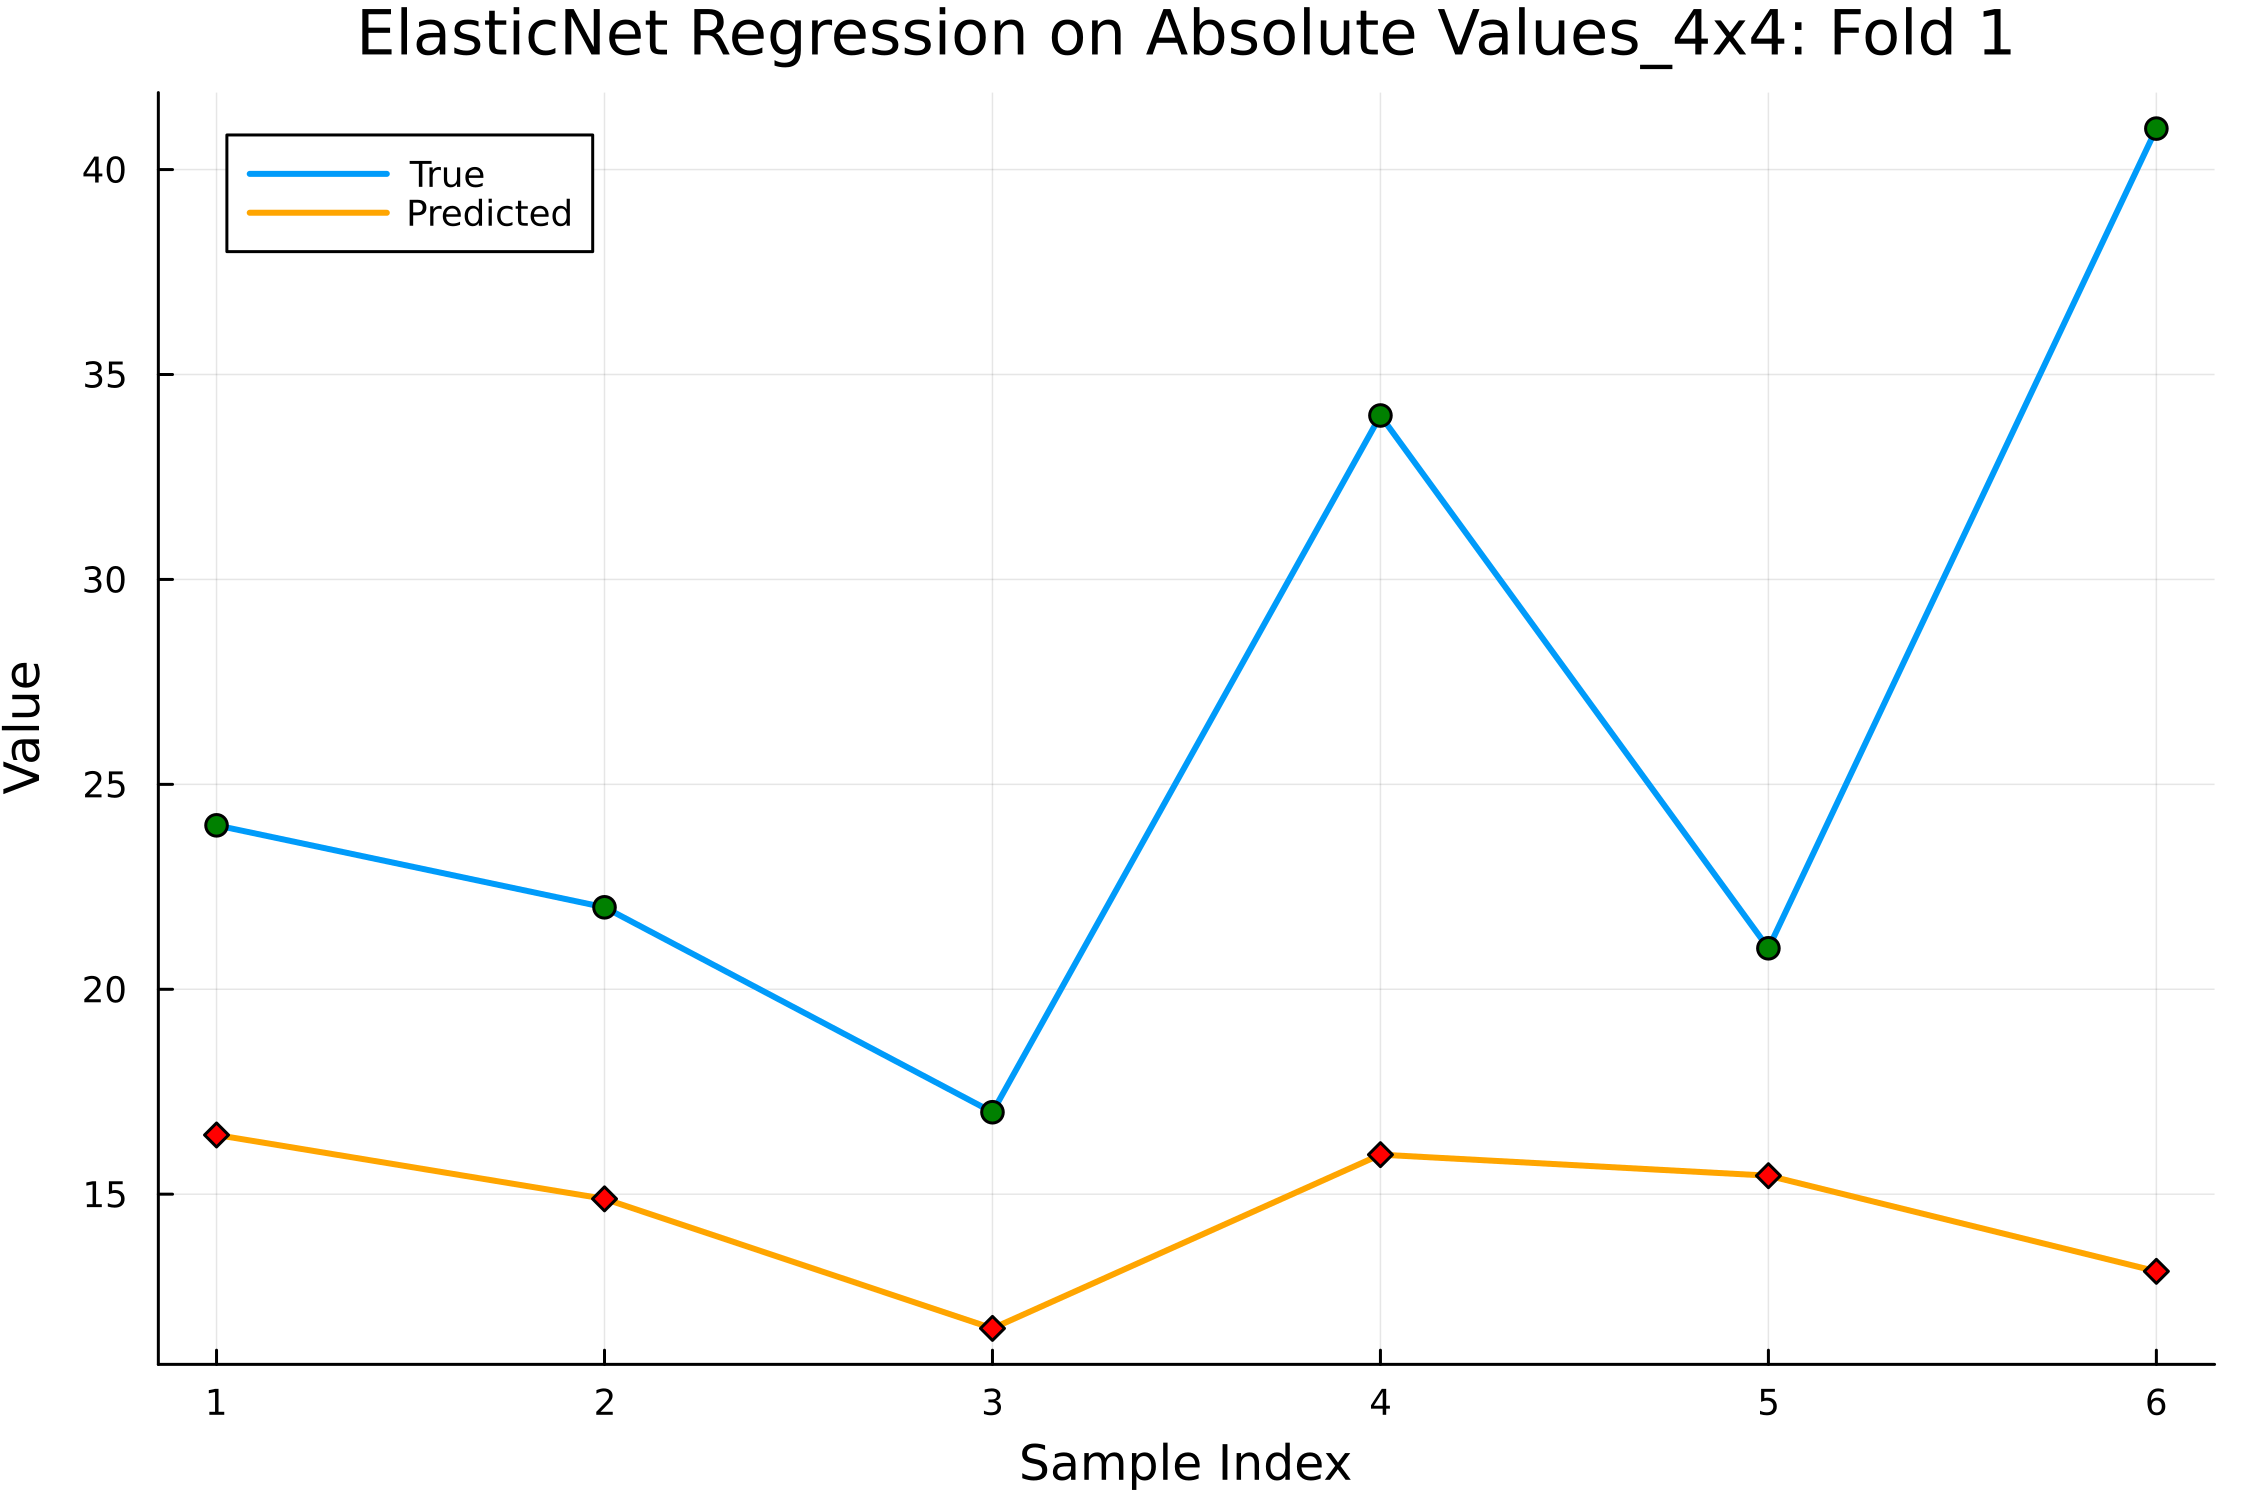 ElasticNet Regression on Absolute Values_4x4: Fold 1
True
Predicted
40
35
30
25
20
15
Value
1 2 3 4 5 6
Sample Index